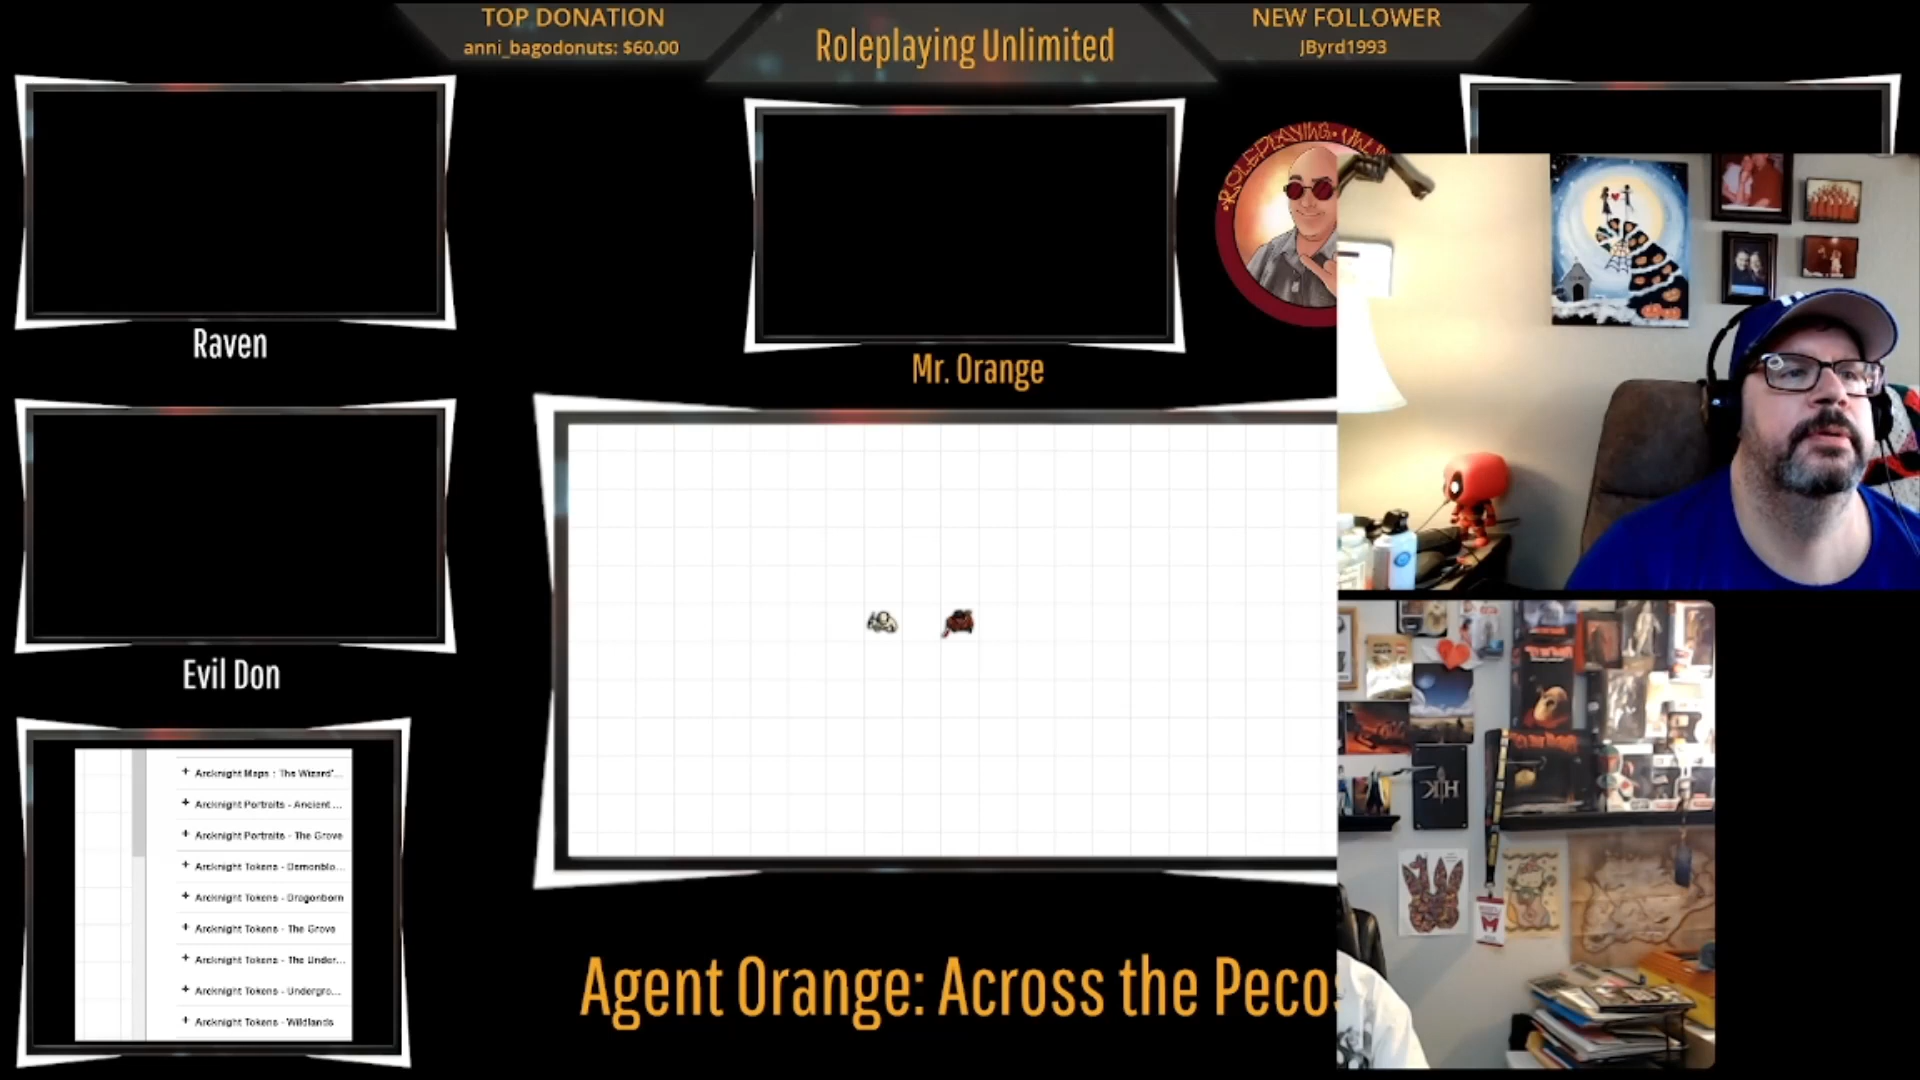 TOP DONATION
anni_bagodonuts: $60.00
Roleplaying Unlimited
NEW FOLLOWER
JByrd1993
ROLEPLAYING
Raven
Mr. Orange
Evil Don
+ Arcknight Maps : The Wizard'...
+ Arcknight Portraits - Ancient ...
+ Arcknight Portraits - The Grove
+ Arcknight Tokens - Demonblo...
+ Arcknight Tokens - Dragonborn
+ Arcknight Tokens - The Grove
+ Arcknight Tokens - The Under...
+ Arcknight Tokens - Undergro...
+ Arcknight Tokens - Wildlands
Agent Orange: Across the Pecos